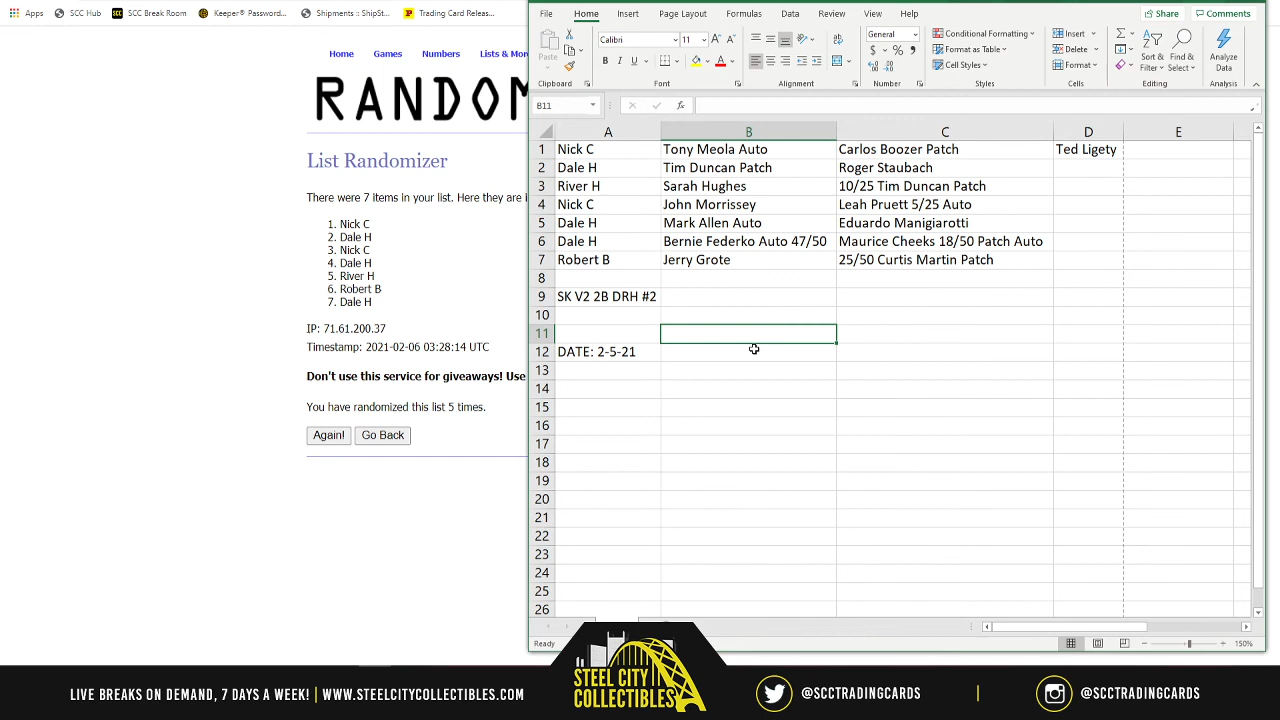 Apps SCC Hub SCC Break Room Keeper® Password... Shipments :: ShipSt... Trading Card Releas...
Home Games Numbers Lists & Mor
RANDOM
List Randomizer
There were 7 items in your list. Here they are i
1. Nick C
2. Dale H
3. Nick C
4. Dale H
5. River H
6. Robert B
7. Dale H
IP: 71.61.200.37
Timestamp: 2021-02-06 03:28:14 UTC
Don't use this service for giveaways! Use
You have randomized this list 5 times.
Again! Go Back
File Home Insert Page Layout Formulas Data Review View Help Share Comments
Paste
Calibri 11
B I U
General
$ % 9
Conditional Formatting
Format as Table
Cell Styles
Insert
Delete
Format
Sort & Filter
Find & Select
Analyze Data
Clipboard Font Alignment Number Styles Cells Editing Analysis
B11 fx
A B C D E
1 Nick C Tony Meola Auto Carlos Boozer Patch Ted Ligety
2 Dale H Tim Duncan Patch Roger Staubach
3 River H Sarah Hughes 10/25 Tim Duncan Patch
4 Nick C John Morrissey Leah Pruett 5/25 Auto
5 Dale H Mark Allen Auto Eduardo Manigiarotti
6 Dale H Bernie Federko Auto 47/50 Maurice Cheeks 18/50 Patch Auto
7 Robert B Jerry Grote 25/50 Curtis Martin Patch
8
9 SK V2 2B DRH #2
10
11
12 DATE: 2-5-21
13
14
15
16
17
18
19
20
21
22
23
24
25
26
Ready 150%
LIVE BREAKS ON DEMAND, 7 DAYS A WEEK! | WWW.STEELCITYCOLLECTIBLES.COM
STEEL CITY COLLECTIBLES
@SCCTRADINGCARDS | @SCCTRADINGCARDS